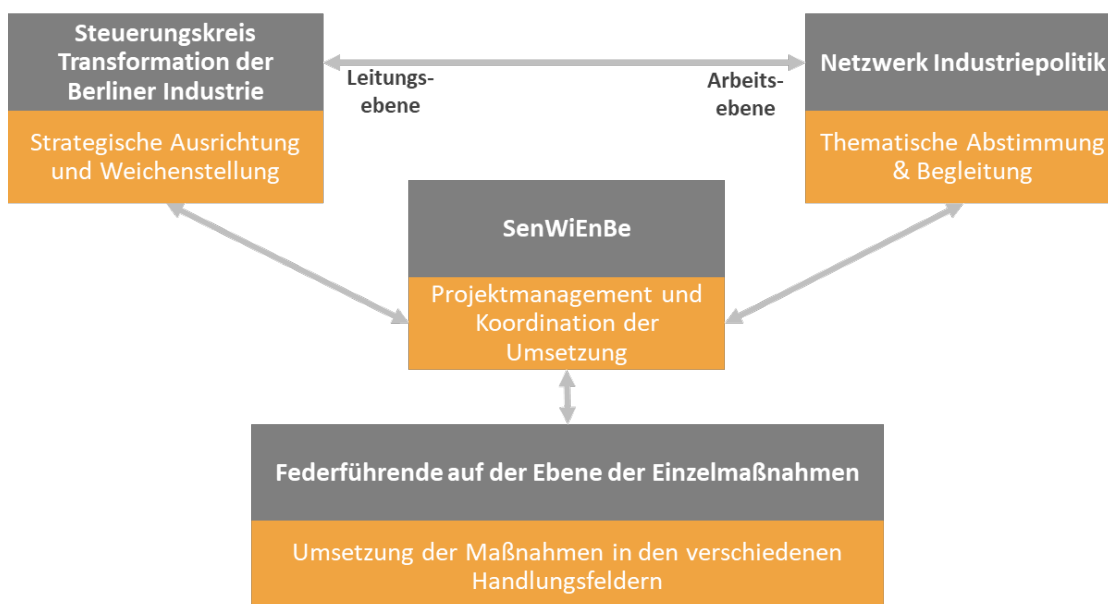 Steuerungskreis
Transformation der
Berliner Industrie
Strategische Ausrichtung
und Weichenstellung
Leitungs-
ebene
Arbeits-
ebene
Netzwerk Industriepolitik
Thematische Abstimmung
& Begleitung
SenWiEnBe
Projektmanagement und
Koordination der
Umsetzung
Federführende auf der Ebene der Einzelmaßnahmen
Umsetzung der Maßnahmen in den verschiedenen
Handlungsfeldern